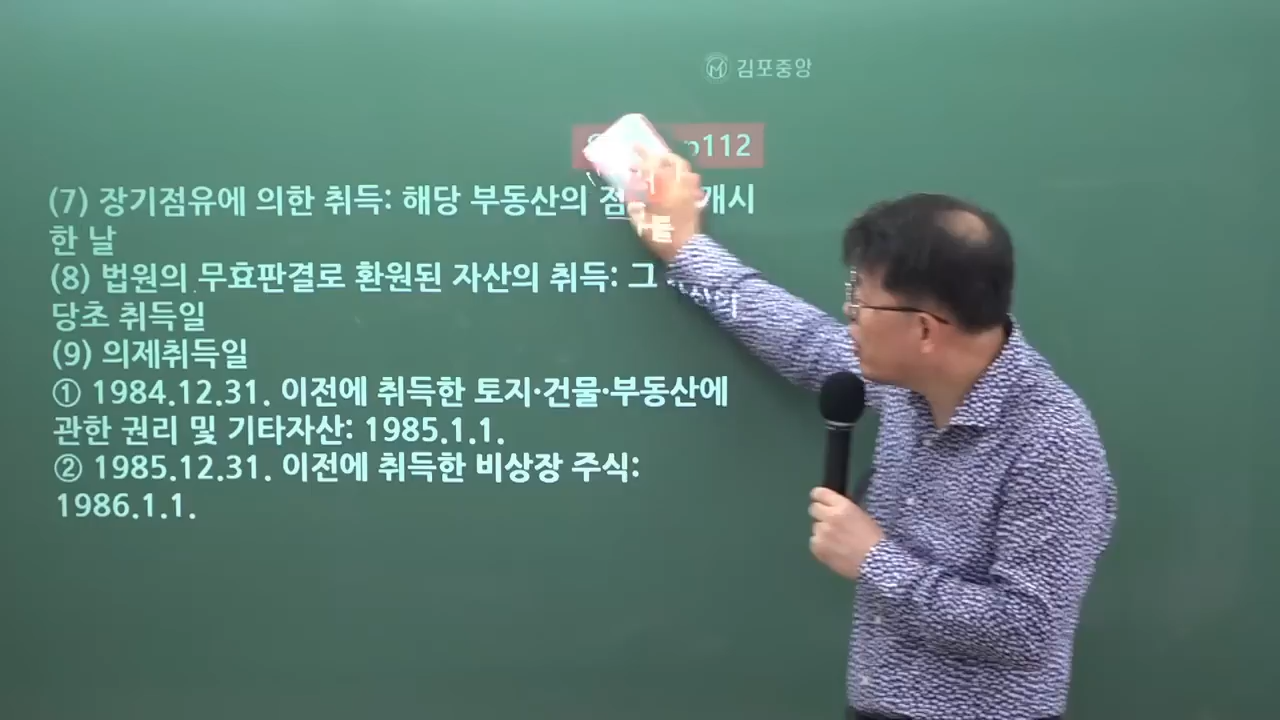 김포중앙
p112
(7) 장기점유에 의한 취득: 해당 부동산의 점 개시
한 날
(8) 법원의 무효판결로 환원된 자산의 취득: 그 자산의
당초 취득일
(9) 의제취득일
① 1984.12.31. 이전에 취득한 토지·건물·부동산에
관한 권리 및 기타자산: 1985.1.1.
② 1985.12.31. 이전에 취득한 비상장 주식:
1986.1.1.